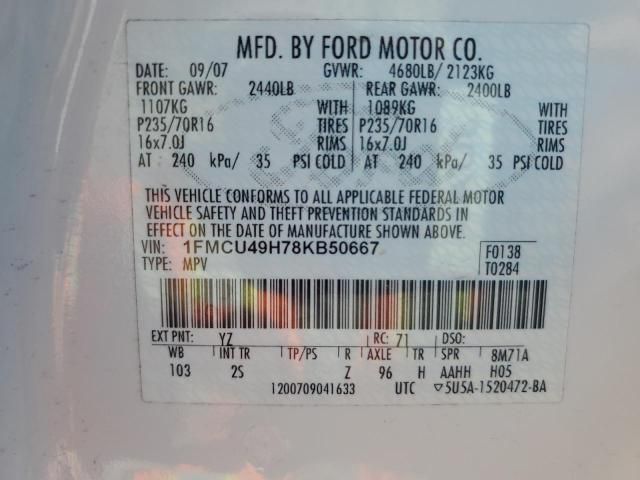 MFD. BY FORD MOTOR CO.
DATE: 09/07 GVWR: 4680LB/ 2123KG
FRONT GAWR: 2440LB REAR GAWR: 2400LB
1107KG WITH 1089KG WITH
P235/70R16 TIRES P235/70R16 TIRES
16x7.0J RIMS 16x7.0J RIMS
AT 240 kPa/ 35 PSI COLD AT 240 kPa/ 35 PSI COLD
THIS VEHICLE CONFORMS TO ALL APPLICABLE FEDERAL MOTOR
VEHICLE SAFETY AND THEFT PREVENTION STANDARDS IN
EFFECT ON THE DATE OF MANUFACTURE SHOWN ABOVE.
VIN: 1FMCU49H78KB50667 F0138
TYPE: MPV T0284
EXT PNT: YZ RC: 71 DSO:
WB INT TR TP/PS R AXLE TR SPR 8M71A
103 2S Z 96 H AAHH H05
1200709041633 UTC ▽5U5A-1520472-BA